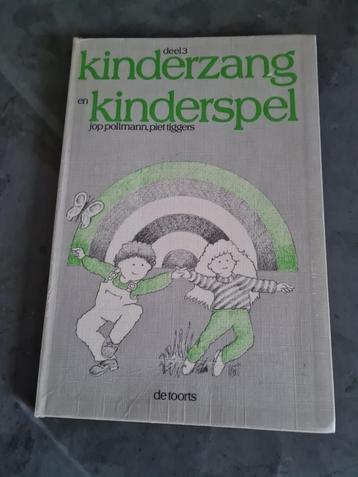 deel 3
kinderzang
en kinderspel
jop pollmann, piet tiggers
de toorts